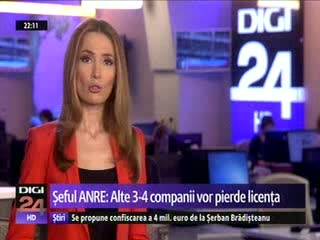 22:11
DIGI
24
HD
Șeful ANRE: Alte 3-4 companii vor pierde licența
DIGI
24
HD
Știri
Se propune confiscarea a 4 mil. euro de la Șerban Brădișteanu